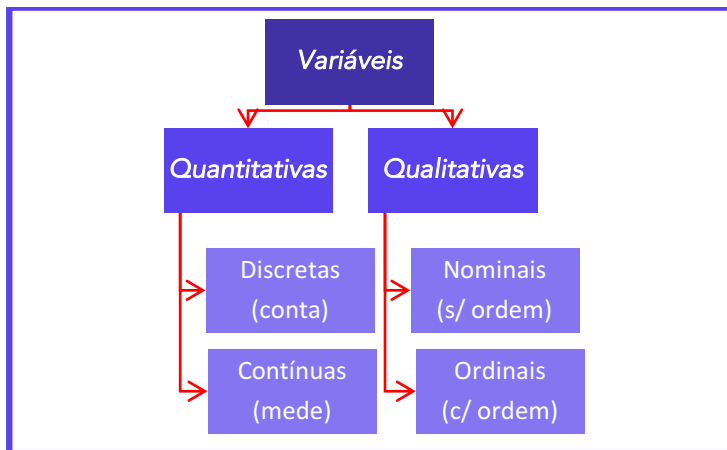 Variáveis
Quantitativas
Qualitativas
Discretas
(conta)
Nominais
(s/ ordem)
Contínuas
(mede)
Ordinais
(c/ ordem)